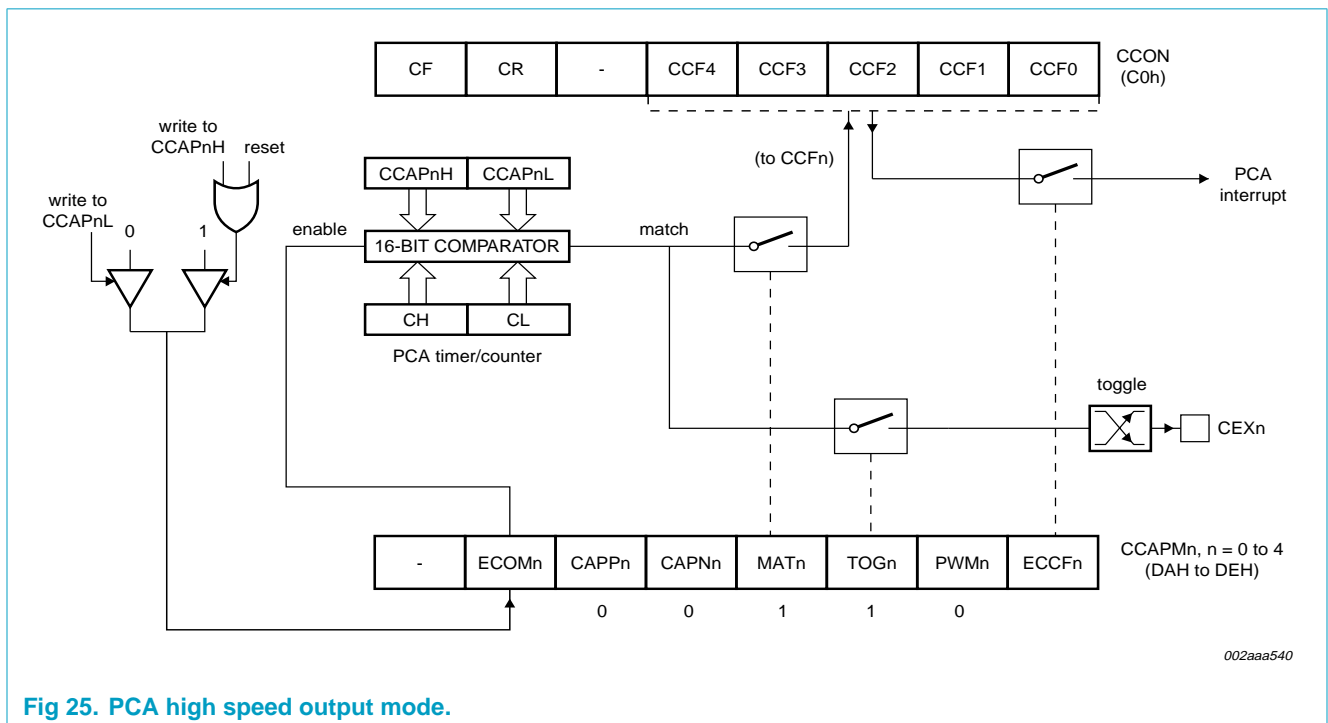 CF CR - CCF4 CCF3 CCF2 CCF1 CCF0
CCON
(C0h)
write to
CCAPnH
reset
write to
CCAPnL
0
1
enable
CCAPnH CCAPnL
16-BIT COMPARATOR
CH CL
PCA timer/counter
match
(to CCFn)
PCA
interrupt
toggle
CEXn
- ECOMn CAPPn CAPNn MATn TOGn PWMn ECCFn
CCAPMn, n = 0 to 4
(DAH to DEH)
0 0 1 1 0
002aaa540
Fig 25. PCA high speed output mode.